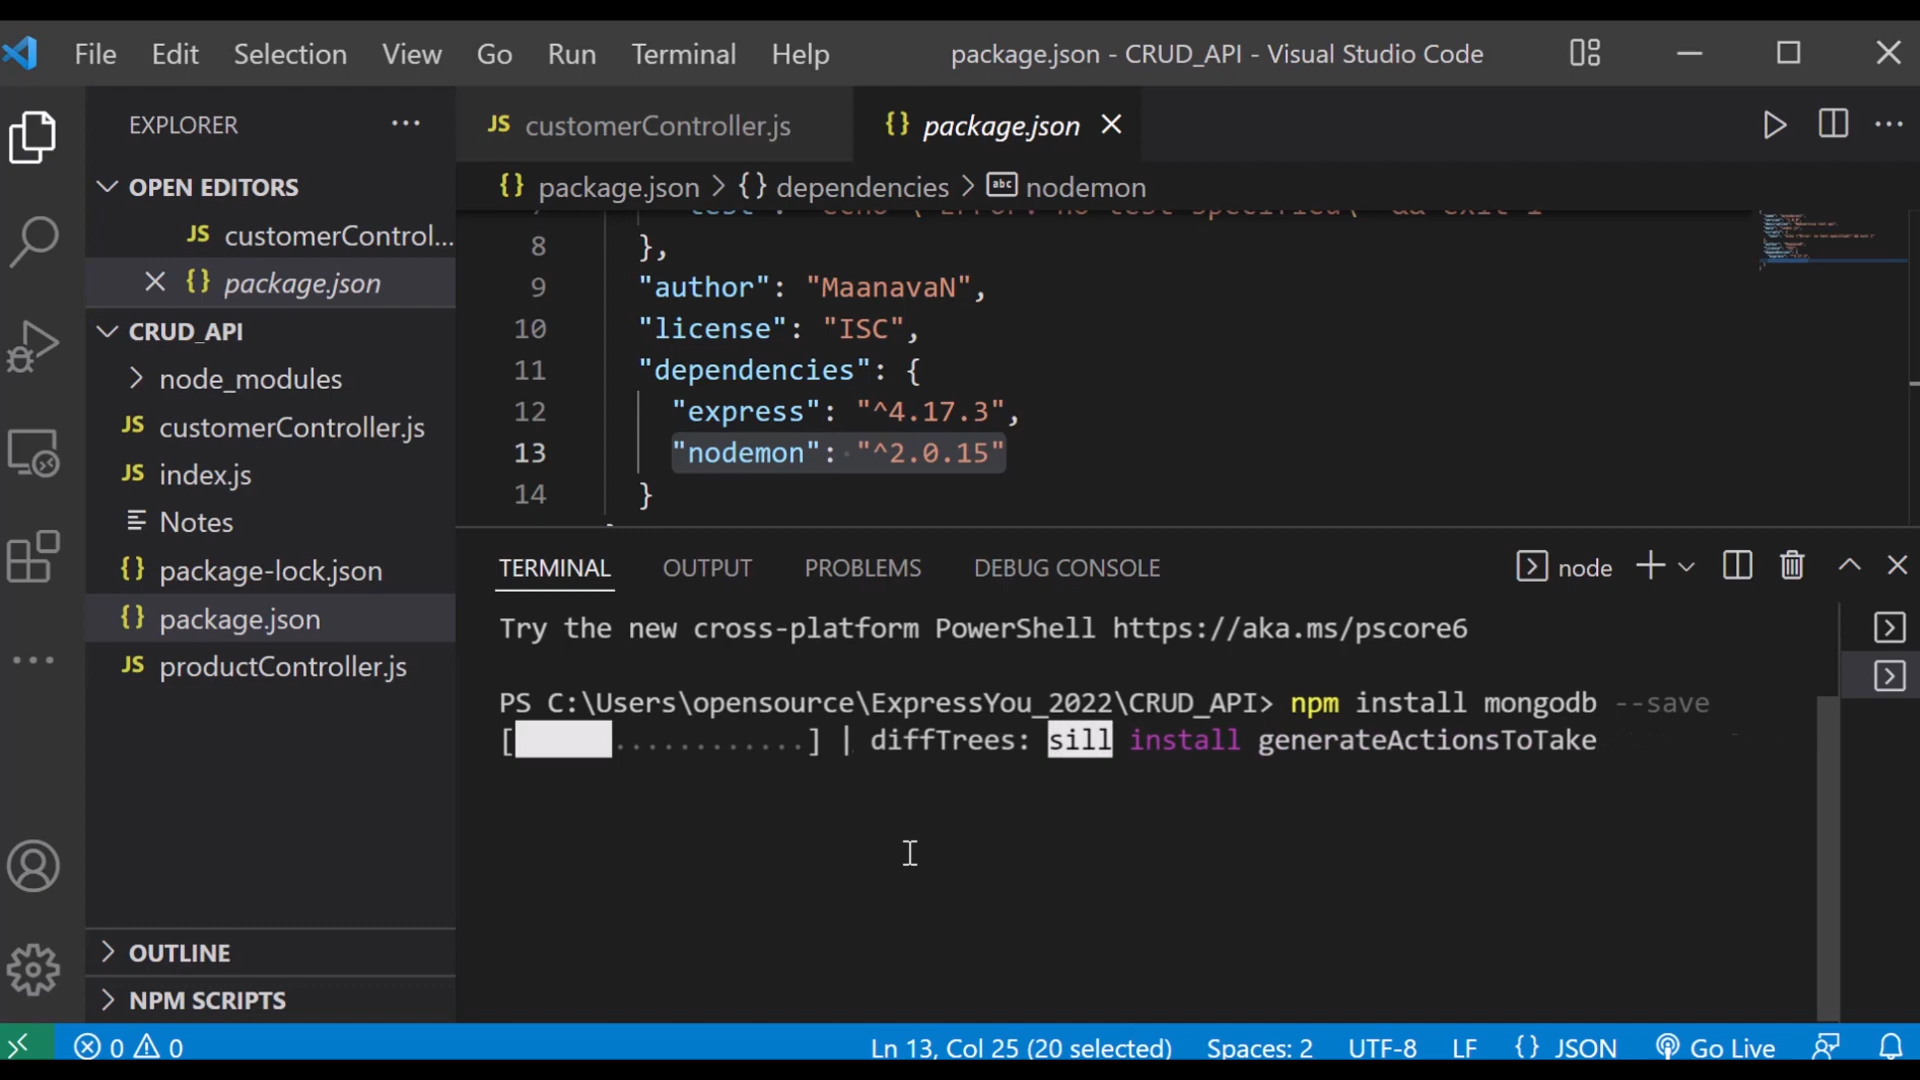 File Edit Selection View Go Run Terminal Help package.json - CRUD_API - Visual Studio Code
EXPLORER
OPEN EDITORS
JS customerControl...
{} package.json
CRUD_API
node_modules
JS customerController.js
JS index.js
Notes
{} package-lock.json
{} package.json
JS productController.js
OUTLINE
NPM SCRIPTS
JS customerController.js {} package.json
{} package.json > {} dependencies > abc nodemon
8 },
9 "author": "MaanavaN",
10 "license": "ISC",
11 "dependencies": {
12 "express": "^4.17.3",
13 "nodemon": "^2.0.15"
14 }
TERMINAL OUTPUT PROBLEMS DEBUG CONSOLE node
Try the new cross-platform PowerShell https://aka.ms/pscore6
PS C:\Users\opensource\ExpressYou_2022\CRUD_API> npm install mongodb --save
[ ............] | diffTrees: sill install generateActionsToTake
0 0 Ln 13, Col 25 (20 selected) Spaces: 2 UTF-8 LF {} JSON Go Live